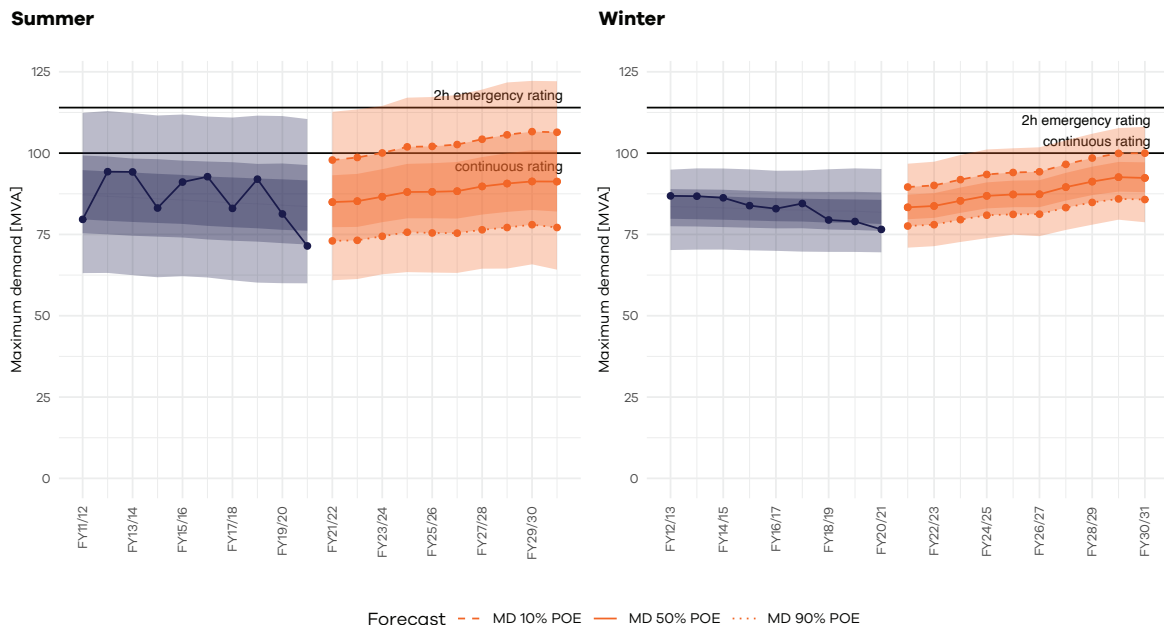 Summer
Maximum demand [MVA]
125
100
75
50
25
0
2h emergency rating
continuous rating
FY11/12
FY13/14
FY15/16
FY17/18
FY19/20
FY21/22
FY23/24
FY25/26
FY27/28
FY29/30
Winter
Maximum demand [MVA]
125
100
75
50
25
0
2h emergency rating
continuous rating
FY12/13
FY14/15
FY16/17
FY18/19
FY20/21
FY22/23
FY24/25
FY26/27
FY28/29
FY30/31
Forecast MD 10% POE MD 50% POE MD 90% POE